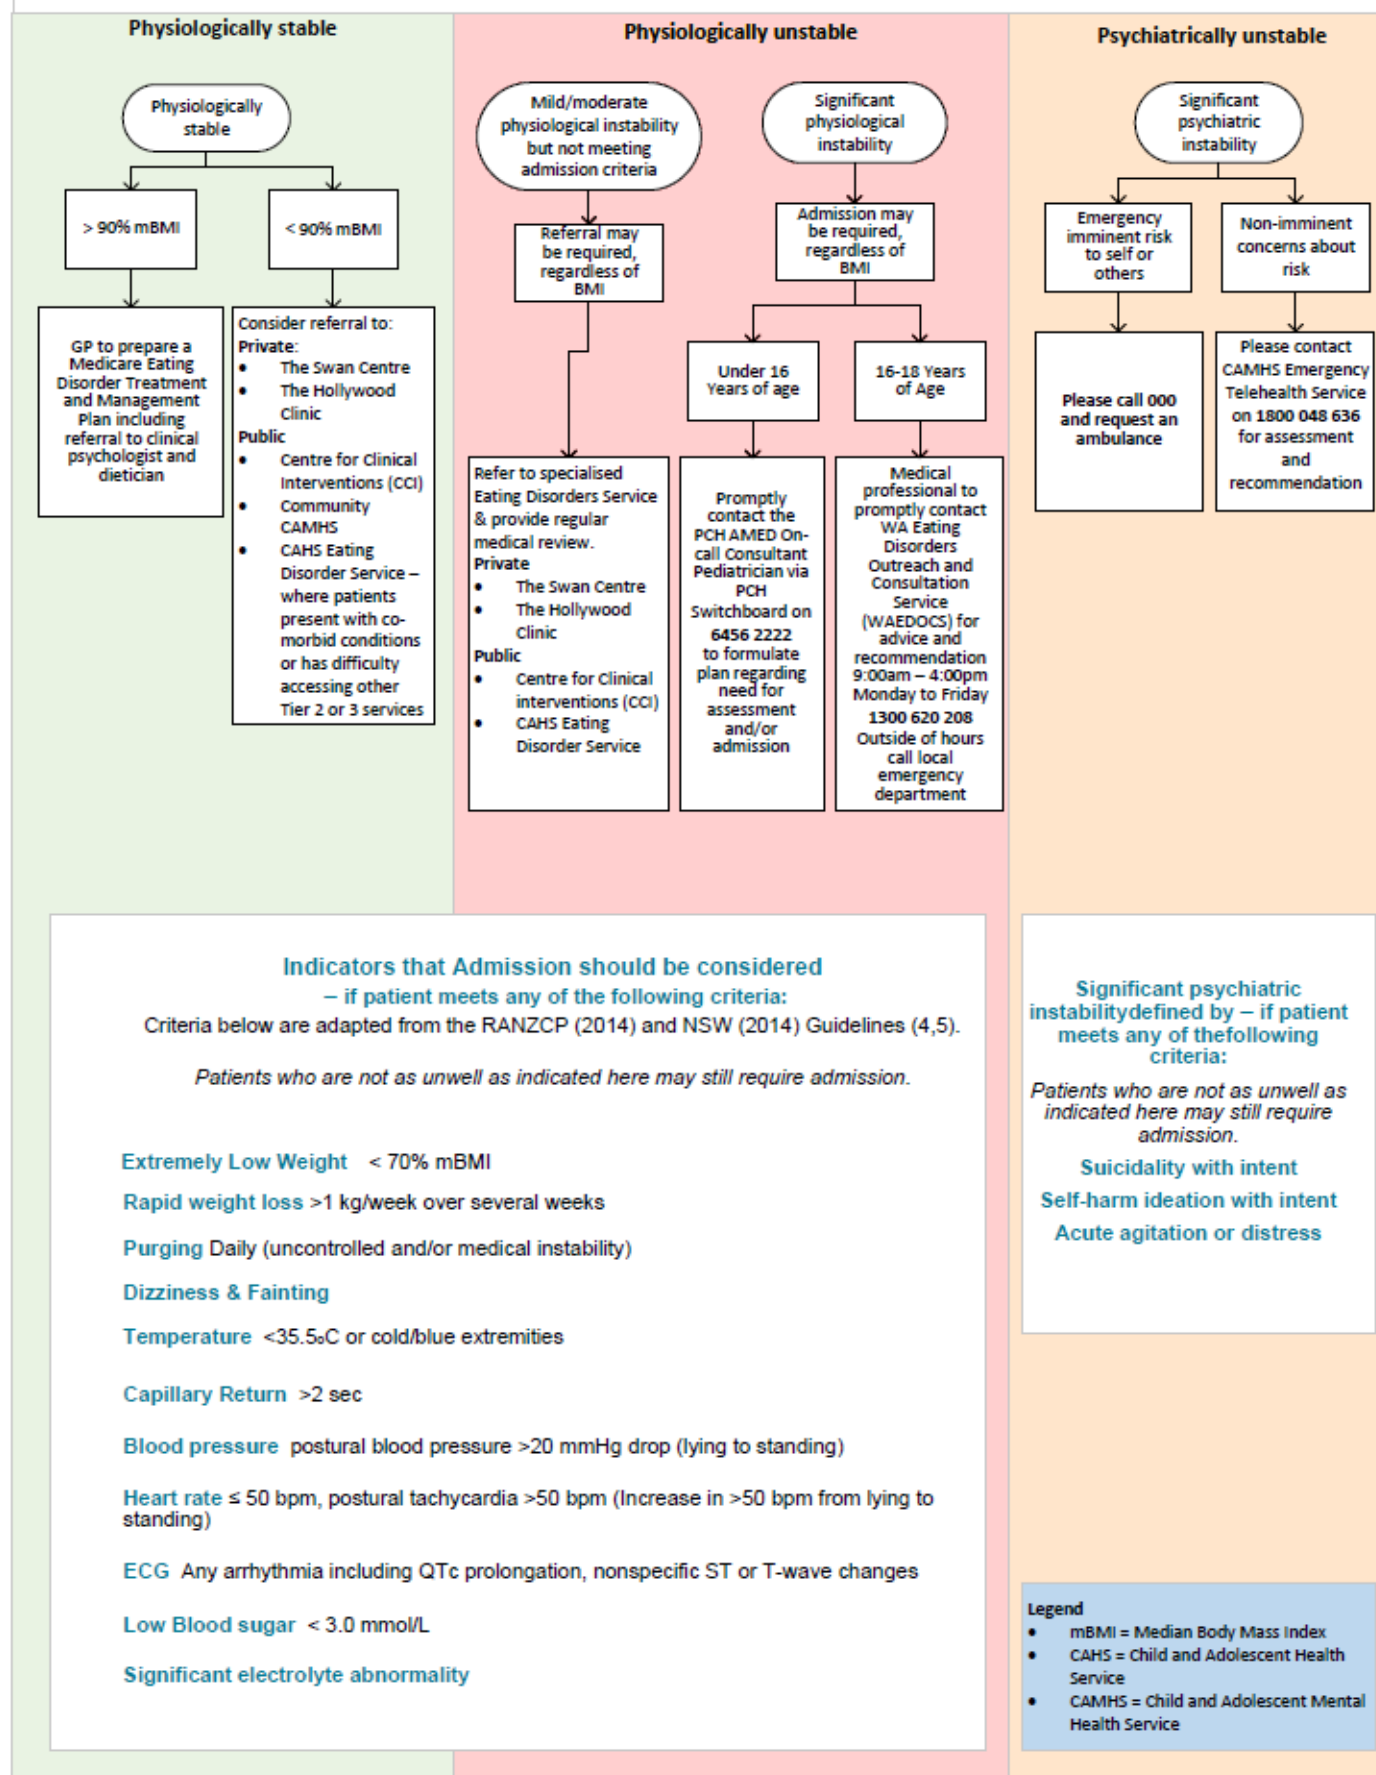 Physiologically stable
Physiologically
stable
> 90% mBMI
< 90% mBMI
GP to prepare a
Medicare Eating
Disorder Treatment
and Management
Plan including
referral to clinical
psychologist and
dietician
Consider referral to:
Private:
• The Swan Centre
• The Hollywood
Clinic
Public
• Centre for Clinical
Interventions (CCI)
• Community
CAMHS
• CAHS Eating
Disorder Service –
where patients
present with co-
morbid conditions
or has difficulty
accessing other
Tier 2 or 3 services
Physiologically unstable
Mild/moderate
physiological instability
but not meeting
admission criteria
Referral may
be required,
regardless of
BMI
Refer to specialised
Eating Disorders Service
& provide regular
medical review.
Private
• The Swan Centre
• The Hollywood
Clinic
Public
• Centre for Clinical
interventions (CCI)
• CAHS Eating
Disorder Service
Significant
physiological
instability
Admission may
be required,
regardless of
BMI
Under 16
Years of age
Promptly
contact the
PCH AMED On-
call Consultant
Pediatrician via
PCH
Switchboard on
6456 2222
to formulate
plan regarding
need for
assessment
and/or
admission
16-18 Years
of Age
Medical
professional to
promptly contact
WA Eating
Disorders
Outreach and
Consultation
Service
(WAEDOCS) for
advice and
recommendation
9:00am – 4:00pm
Monday to Friday
1300 620 208
Outside of hours
call local
emergency
department
Psychiatrically unstable
Significant
psychiatric
instability
Emergency
imminent risk
to self or
others
Please call 000
and request an
ambulance
Non-imminent
concerns about
risk
Please contact
CAMHS Emergency
Telehealth Service
on 1800 048 636
for assessment
and
recommendation
Indicators that Admission should be considered
– if patient meets any of the following criteria:
Criteria below are adapted from the RANZCP (2014) and NSW (2014) Guidelines (4,5).
Patients who are not as unwell as indicated here may still require admission.
Extremely Low Weight < 70% mBMI
Rapid weight loss >1 kg/week over several weeks
Purging Daily (uncontrolled and/or medical instability)
Dizziness & Fainting
Temperature <35.5oC or cold/blue extremities
Capillary Return >2 sec
Blood pressure postural blood pressure >20 mmHg drop (lying to standing)
Heart rate ≤ 50 bpm, postural tachycardia >50 bpm (Increase in >50 bpm from lying to
standing)
ECG Any arrhythmia including QTc prolongation, nonspecific ST or T-wave changes
Low Blood sugar < 3.0 mmol/L
Significant electrolyte abnormality
Significant psychiatric
instabilitydefined by – if patient
meets any of thefollowing
criteria:
Patients who are not as unwell as
indicated here may still require
admission.
Suicidality with intent
Self-harm ideation with intent
Acute agitation or distress
Legend
• mBMI = Median Body Mass Index
• CAHS = Child and Adolescent Health
Service
• CAMHS = Child and Adolescent Mental
Health Service